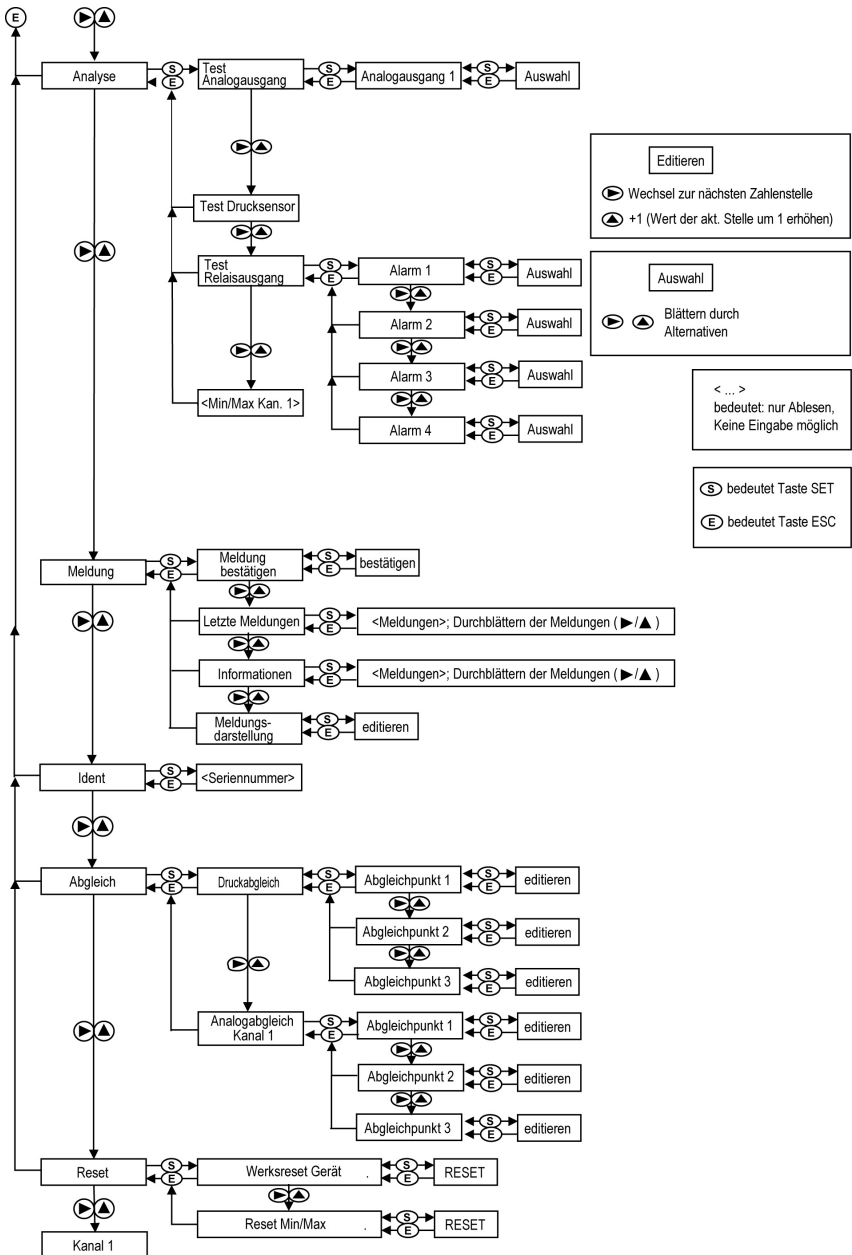 E
Analyse
S
E
Test
Analogausgang
S
E
Analogausgang 1
S
E
Auswahl
Test Drucksensor
Test
Relaisausgang
S
E
Alarm 1
S
E
Auswahl
Alarm 2
S
E
Auswahl
Alarm 3
S
E
Auswahl
<Min/Max Kan. 1>
Alarm 4
S
E
Auswahl
Editieren
▶ Wechsel zur nächsten Zahlenstelle
▲ +1 (Wert der akt. Stelle um 1 erhöhen)
Auswahl
▶ ▲ Blättern durch
Alternativen
< ... >
bedeutet: nur Ablesen,
Keine Eingabe möglich
S bedeutet Taste SET
E bedeutet Taste ESC
Meldung
S
E
Meldung
bestätigen
S
E
bestätigen
Letzte Meldungen
S
E
<Meldungen>; Durchblättern der Meldungen ( ▶/▲ )
Informationen
S
E
<Meldungen>; Durchblättern der Meldungen ( ▶/▲ )
Meldungs-
darstellung
S
E
editieren
Ident
S
E
<Seriennummer>
Abgleich
S
E
Druckabgleich
S
E
Abgleichpunkt 1
S
E
editieren
Abgleichpunkt 2
S
E
editieren
Abgleichpunkt 3
S
E
editieren
Analogabgleich
Kanal 1
S
E
Abgleichpunkt 1
S
E
editieren
Abgleichpunkt 2
S
E
editieren
Abgleichpunkt 3
S
E
editieren
Reset
S
E
Werksreset Gerät .
S
E
RESET
Reset Min/Max .
S
E
RESET
Kanal 1